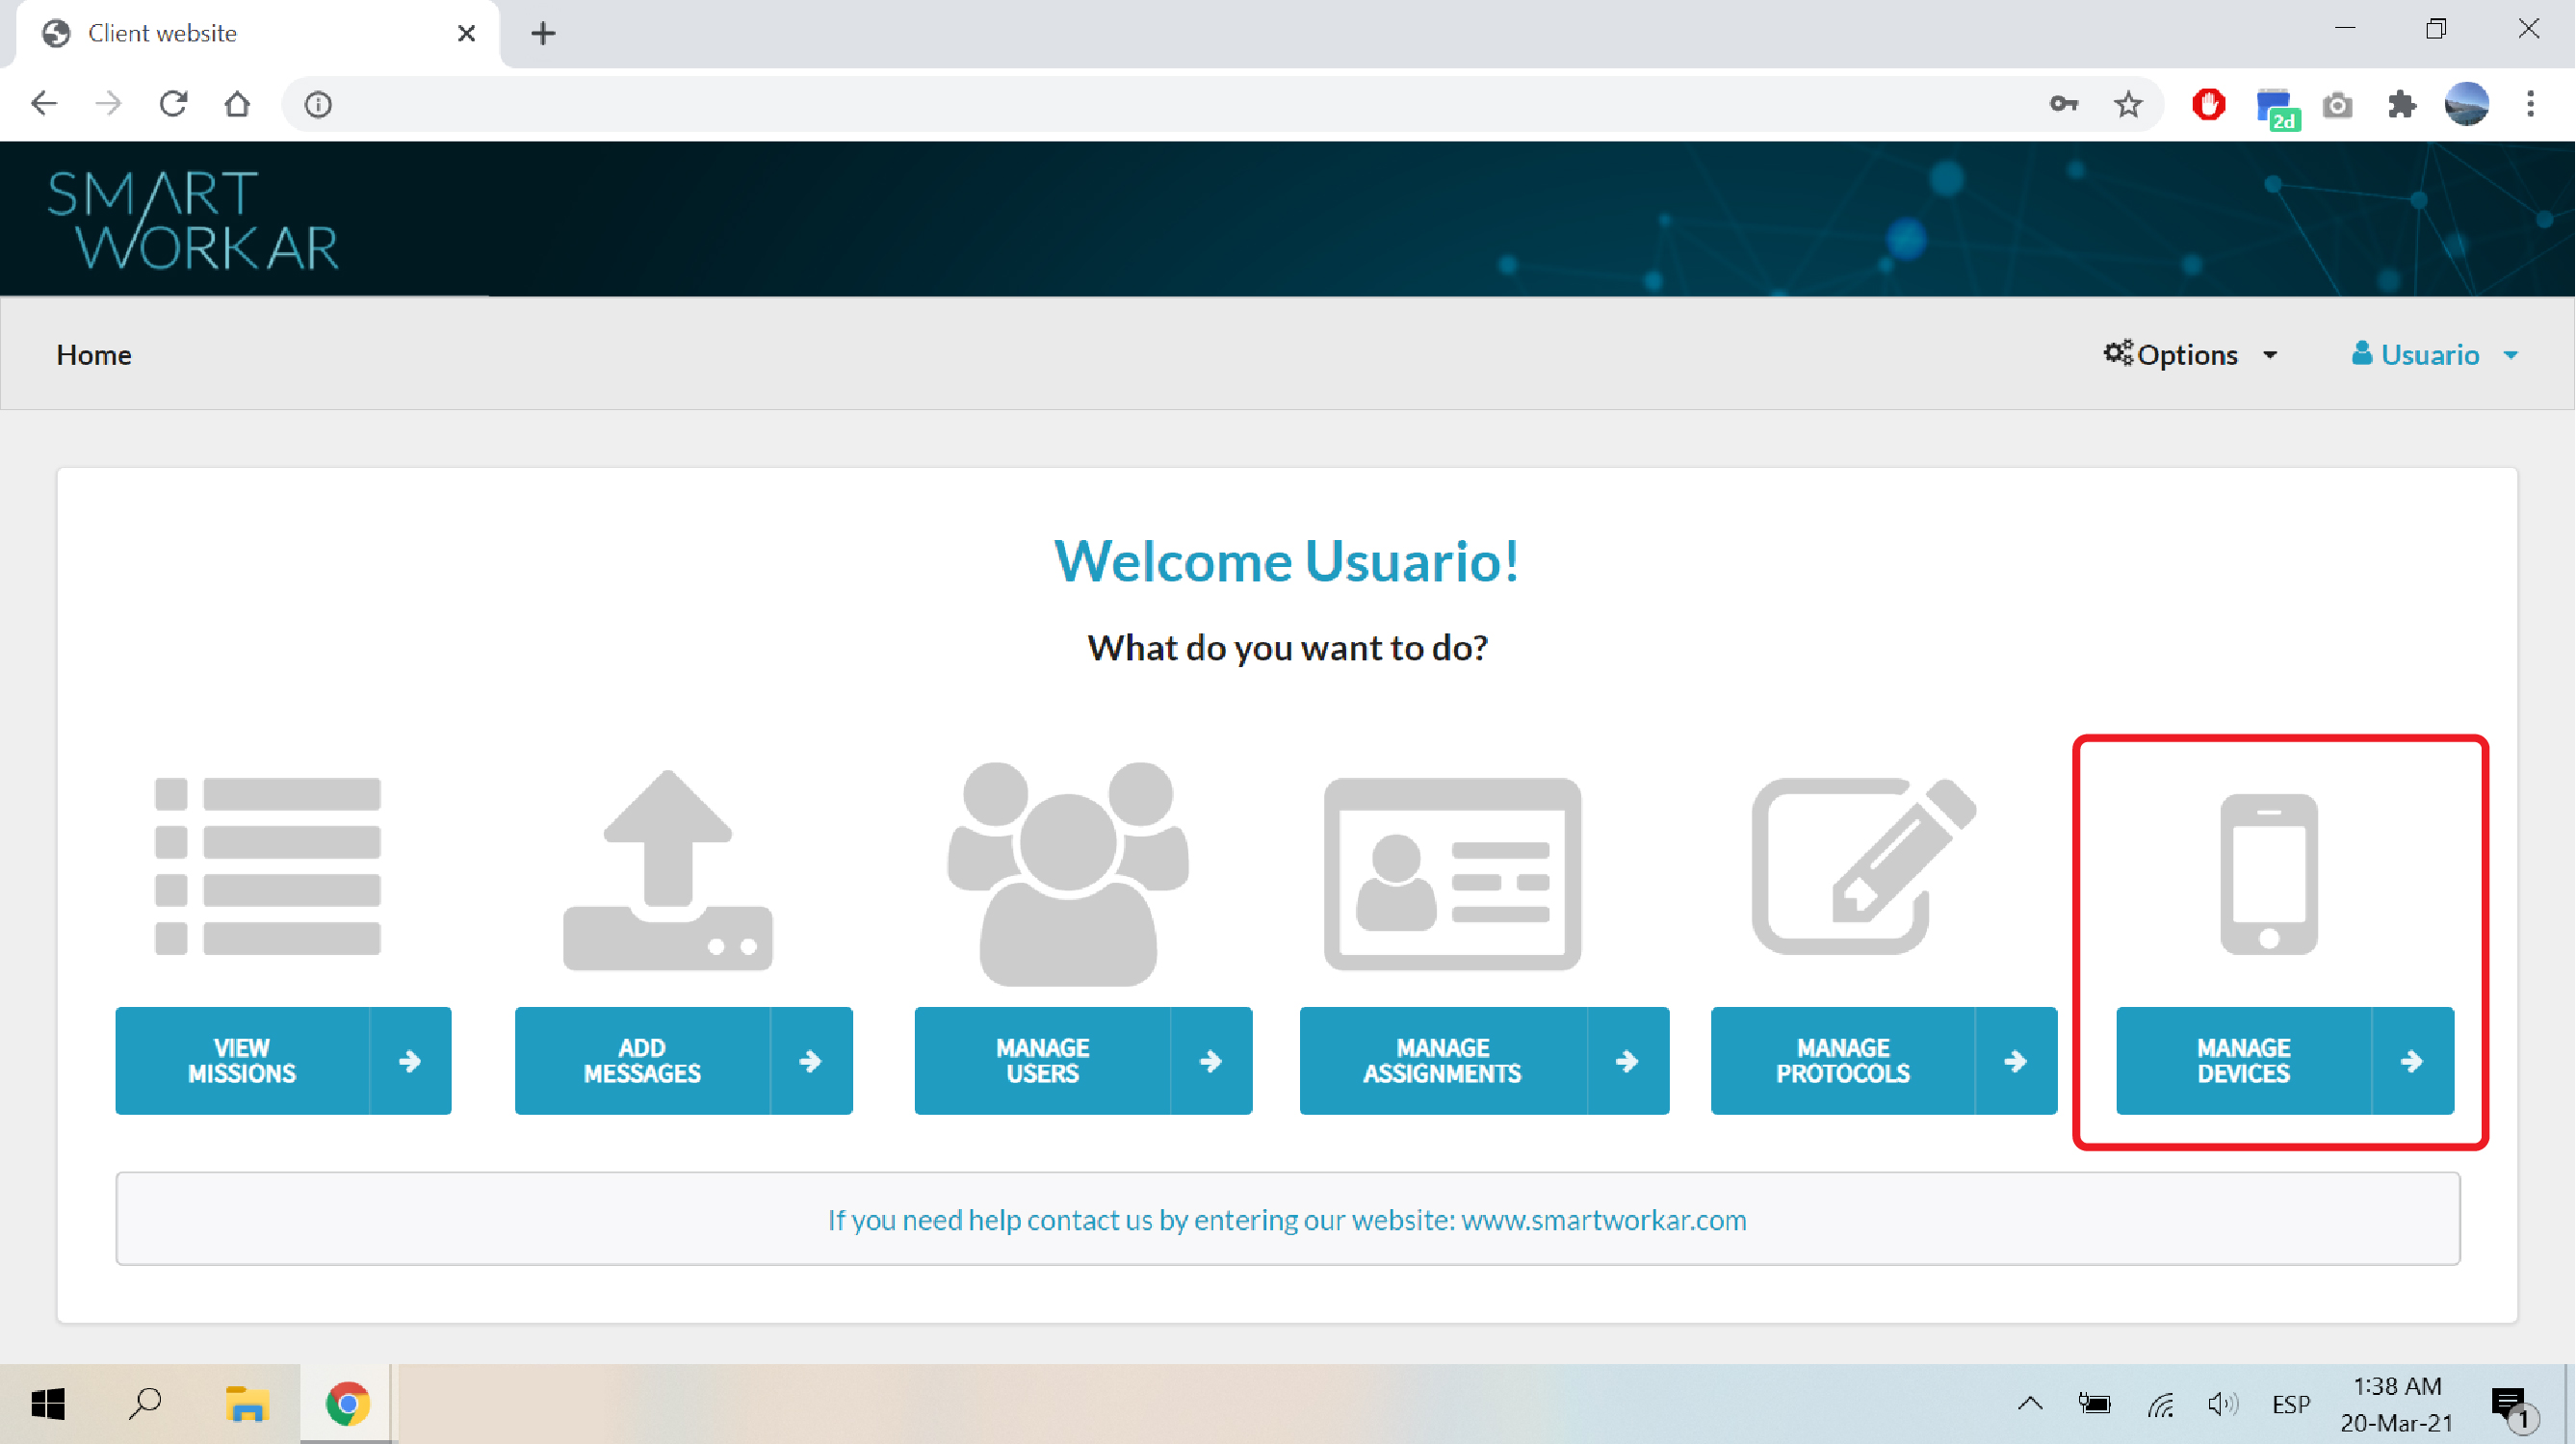 Client website
2d
SMART
WORKAR
Home
Options
Usuario
Welcome Usuario!
What do you want to do?
VIEW
MISSIONS
ADD
MESSAGES
MANAGE
USERS
MANAGE
ASSIGNMENTS
MANAGE
PROTOCOLS
MANAGE
DEVICES
If you need help contact us by entering our website: www.smartworkar.com
ESP
1:38 AM
20-Mar-21
1